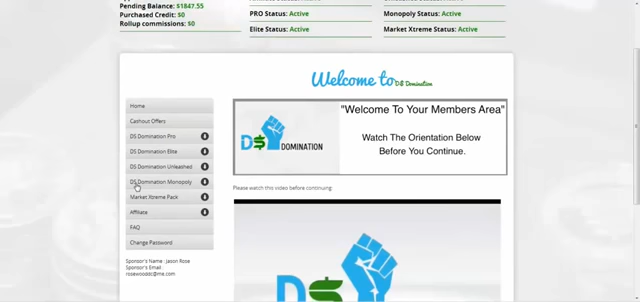 Pending Balance: $1847.55
Purchased Credit: $0
Rollup commissions: $0
PRO Status: Active
Elite Status: Active
Monopoly Status: Active
Market Xtreme Status: Active
Welcome to DS Domination
Home
Cashout Offers
DS Domination Pro
DS Domination Elite
DS Domination Unleashed
DS Domination Monopoly
Market Xtreme Pack
Affiliate
FAQ
Change Password
Sponsor's Name : Jason Rose
Sponsor's Email :
rosewooddc@me.com
D$ DOMINATION
"Welcome To Your Members Area"
Watch The Orientation Below
Before You Continue.
Please watch this video before continuing:
D$